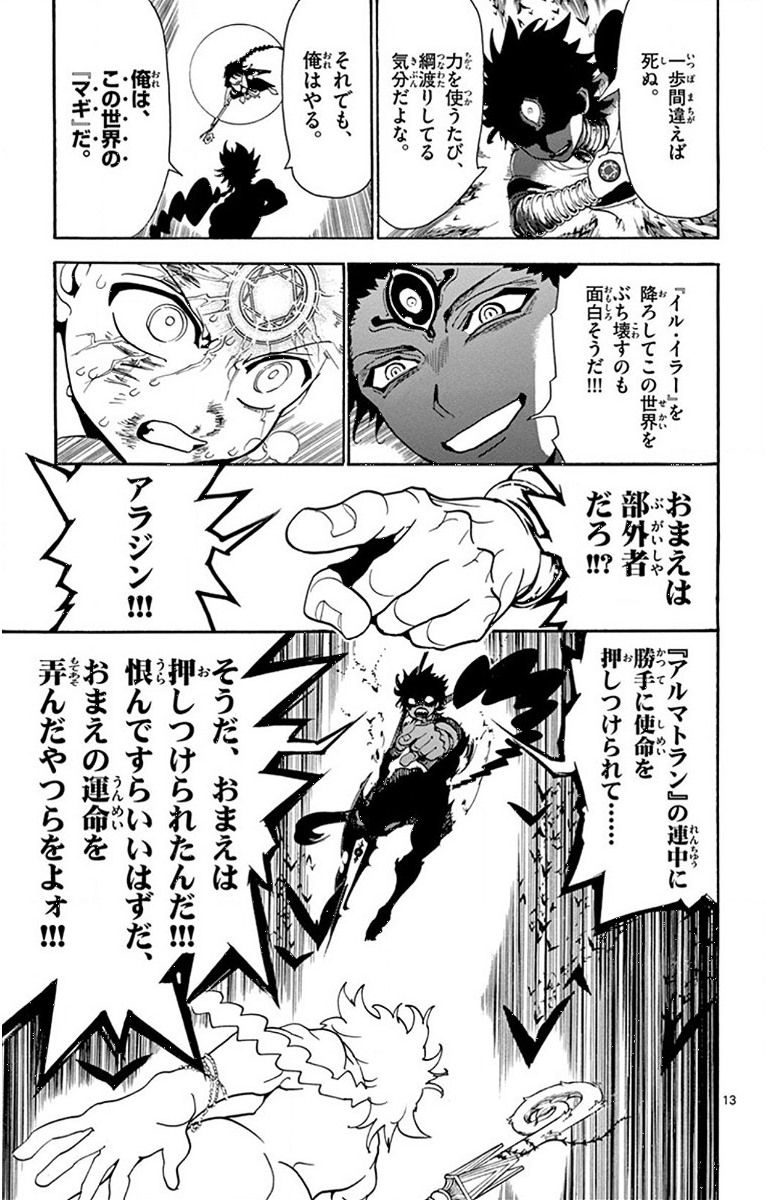 一歩間違えば
死ぬ。
力を使うたび、
綱渡りしてる
気分だよな。
それでも、
俺はやる。
俺は、
この世界の
『マギ』だ。
『イル・イラー』を
降ろしてこの世界を
ぶち壊すのも
面白そうだ!!!
おまえは
部外者
だろ!!?
アラジン!!!
『アルマトラン』の連中に
勝手に使命を
押しつけられて……
そうだ、おまえは
押しつけられたんだ!!!
恨んですらいいはずだ、
おまえの運命を
弄んだやつらをよォ!!!
13